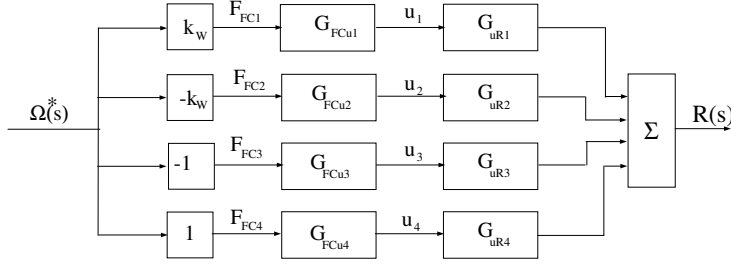 k_W F_FC1 G_FCu1 u_1 G_uR1
-k_W F_FC2 G_FCu2 u_2 G_uR2
Ω(s)* Σ R(s)
-1 F_FC3 G_FCu3 u_3 G_uR3
1 F_FC4 G_FCu4 u_4 G_uR4